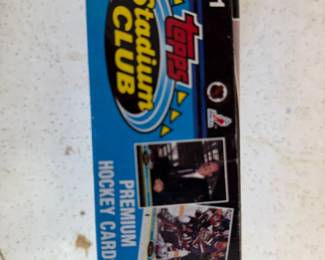 TOPPS
Stadium
CLUB
PREMIUM
HOCKEY CARD